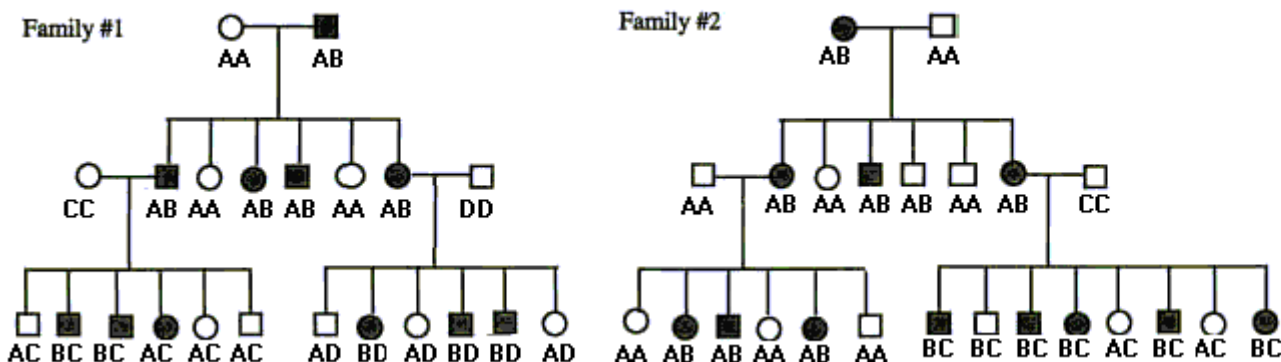 Family #1
Family #2
AA AB
AB AA
CC AB AA AB AB AA AB DD
AA AB AA AB AB AA AB CC
AC BC BC AC AC AC AD BD AD BD BD AD
AA AB AB AA AB AA BC BC BC BC AC BC AC BC